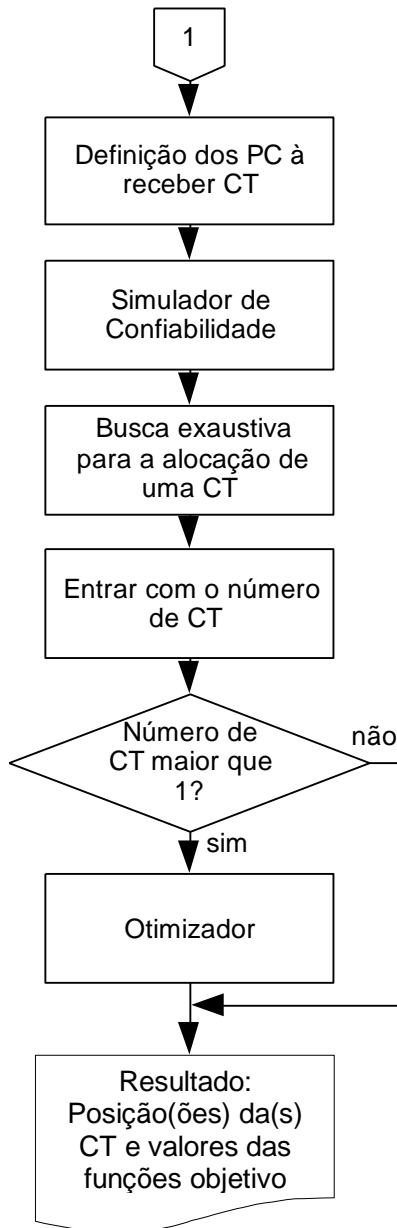 1
Definição dos PC à
receber CT
Simulador de
Confiabilidade
Busca exaustiva
para a alocação de
uma CT
Entrar com o número
de CT
Número de
CT maior que
1?
não
sim
Otimizador
Resultado:
Posição(ões) da(s)
CT e valores das
funções objetivo